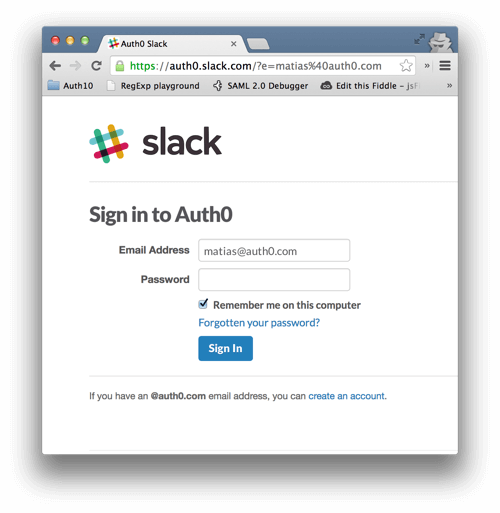 Auth0 Slack
https://auth0.slack.com/?e=matias%40auth0.com
Auth10 RegExp playground SAML 2.0 Debugger Edit this Fiddle – jsF »
slack
Sign in to Auth0
Email Address matias@auth0.com
Password
Remember me on this computer
Forgotten your password?
Sign In
If you have an @auth0.com email address, you can create an account.